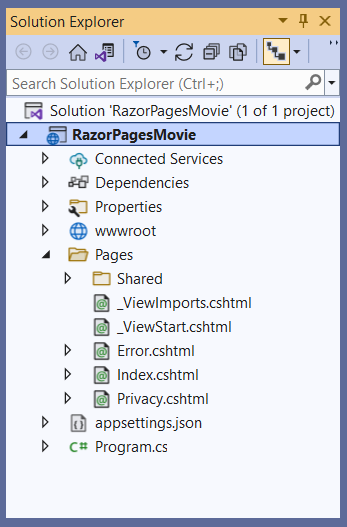 Solution Explorer
Search Solution Explorer (Ctrl+;)
Solution 'RazorPagesMovie' (1 of 1 project)
RazorPagesMovie
Connected Services
Dependencies
Properties
wwwroot
Pages
Shared
_ViewImports.cshtml
_ViewStart.cshtml
Error.cshtml
Index.cshtml
Privacy.cshtml
appsettings.json
C# Program.cs